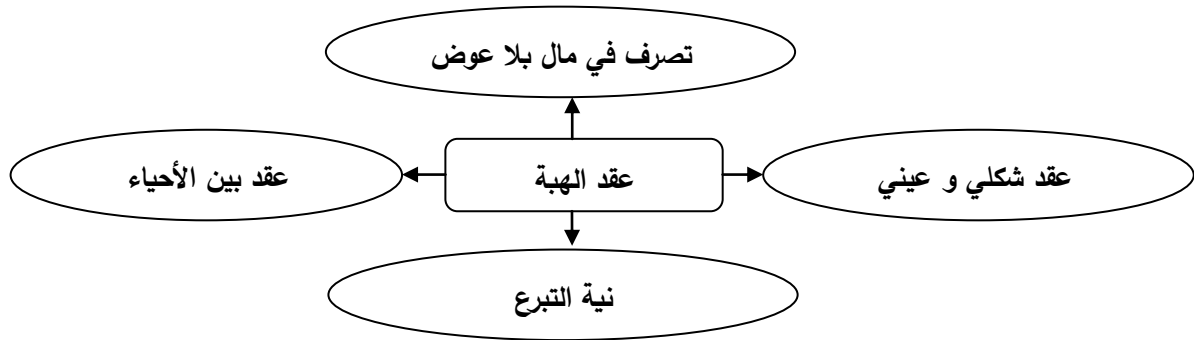 تصرف في مال بلا عوض
عقد شكلي و عيني
عقد الهبة
عقد بين الأحياء
نية التبرع